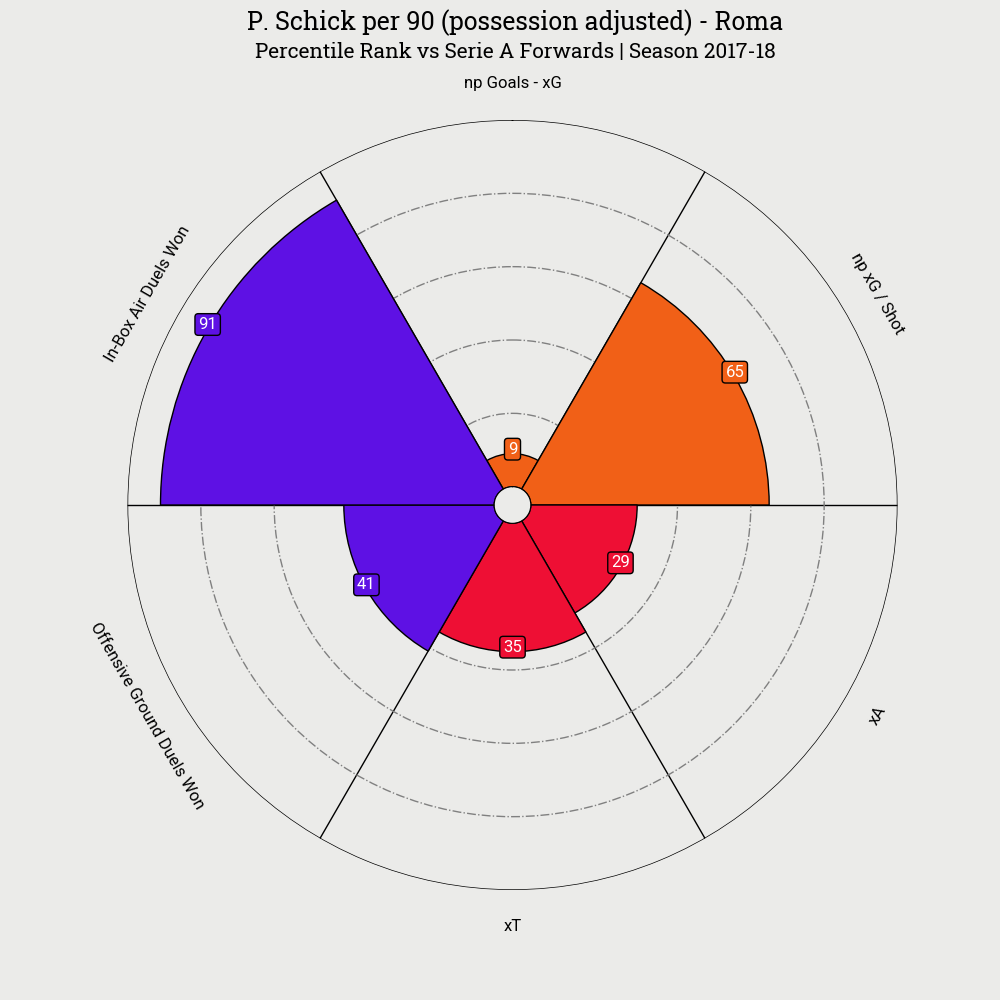 P. Schick per 90 (possession adjusted) - Roma
Percentile Rank vs Serie A Forwards | Season 2017-18
np Goals - xG
In-Box Air Duels Won
np xG / Shot
91
65
9
29
41
35
Offensive Ground Duels Won
xA
xT